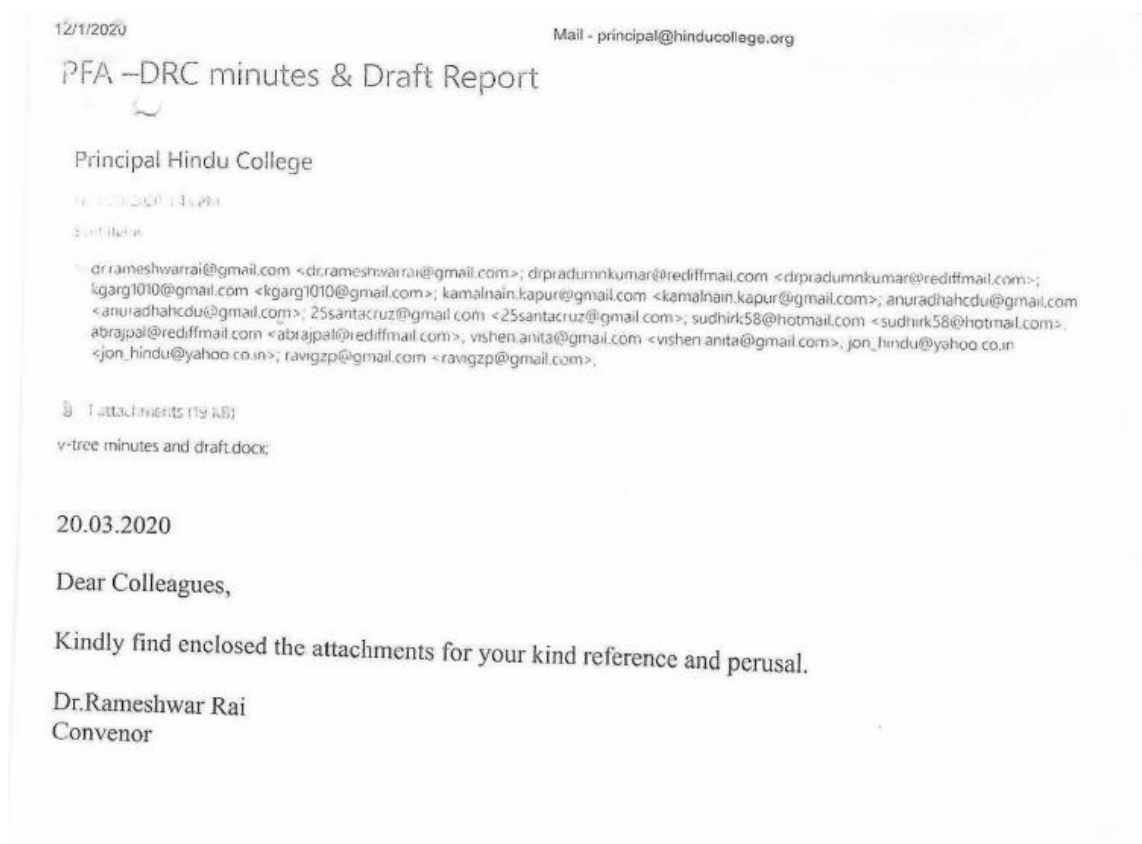 12/1/2020
Mail - principal@hinducollege.org
PFA –DRC minutes & Draft Report
Principal Hindu College
dr.rameshwarrai@gmail.com <dr.rameshwarrai@gmail.com>; drpradumnkumar@rediffmail.com <drpradumnkumar@rediffmail.com>;
kgarg1010@gmail.com <kgarg1010@gmail.com>; kamalnain.kapur@gmail.com <kamalnain.kapur@gmail.com>; anuradhahcdu@gmail.com
<anuradhahcdu@gmail.com>; 25santacruz@gmail.com <25santacruz@gmail.com>; sudhirk58@hotmail.com <sudhirk58@hotmail.com>,
abrajpal@rediffmail.com <abrajpal@rediffmail.com>, vishen.anita@gmail.com <vishen.anita@gmail.com>, jon_hindu@yahoo.co.in
<jon_hindu@yahoo.co.in>; ravigzp@gmail.com <ravigzp@gmail.com>,
attachments (19 KB)
v-tree minutes and draft.docx;
20.03.2020
Dear Colleagues,
Kindly find enclosed the attachments for your kind reference and perusal.
Dr.Rameshwar Rai
Convenor